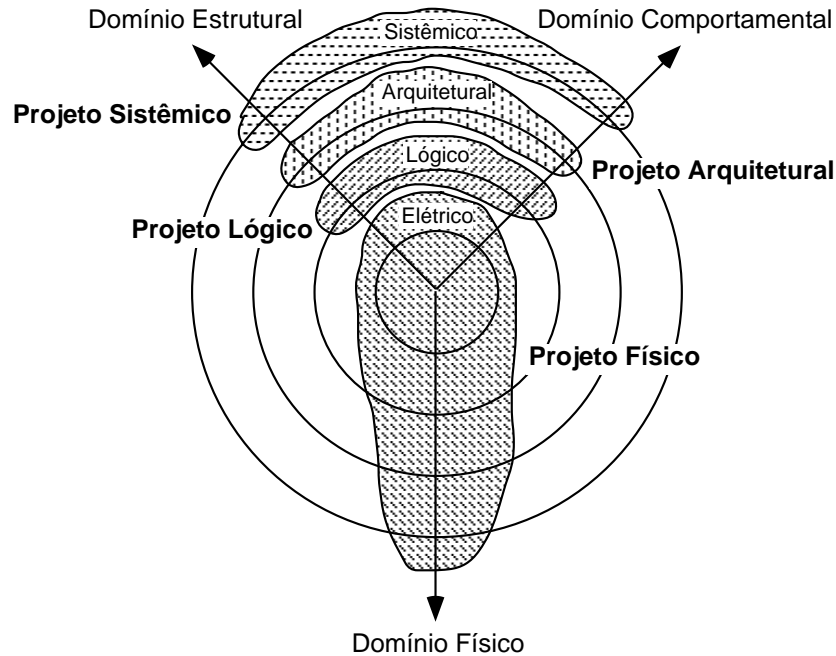 Domínio Estrutural
Domínio Comportamental
Sistêmico
Arquitetural
Projeto Sistêmico
Lógico
Projeto Arquitetural
Elétrico
Projeto Lógico
Projeto Físico
Domínio Físico